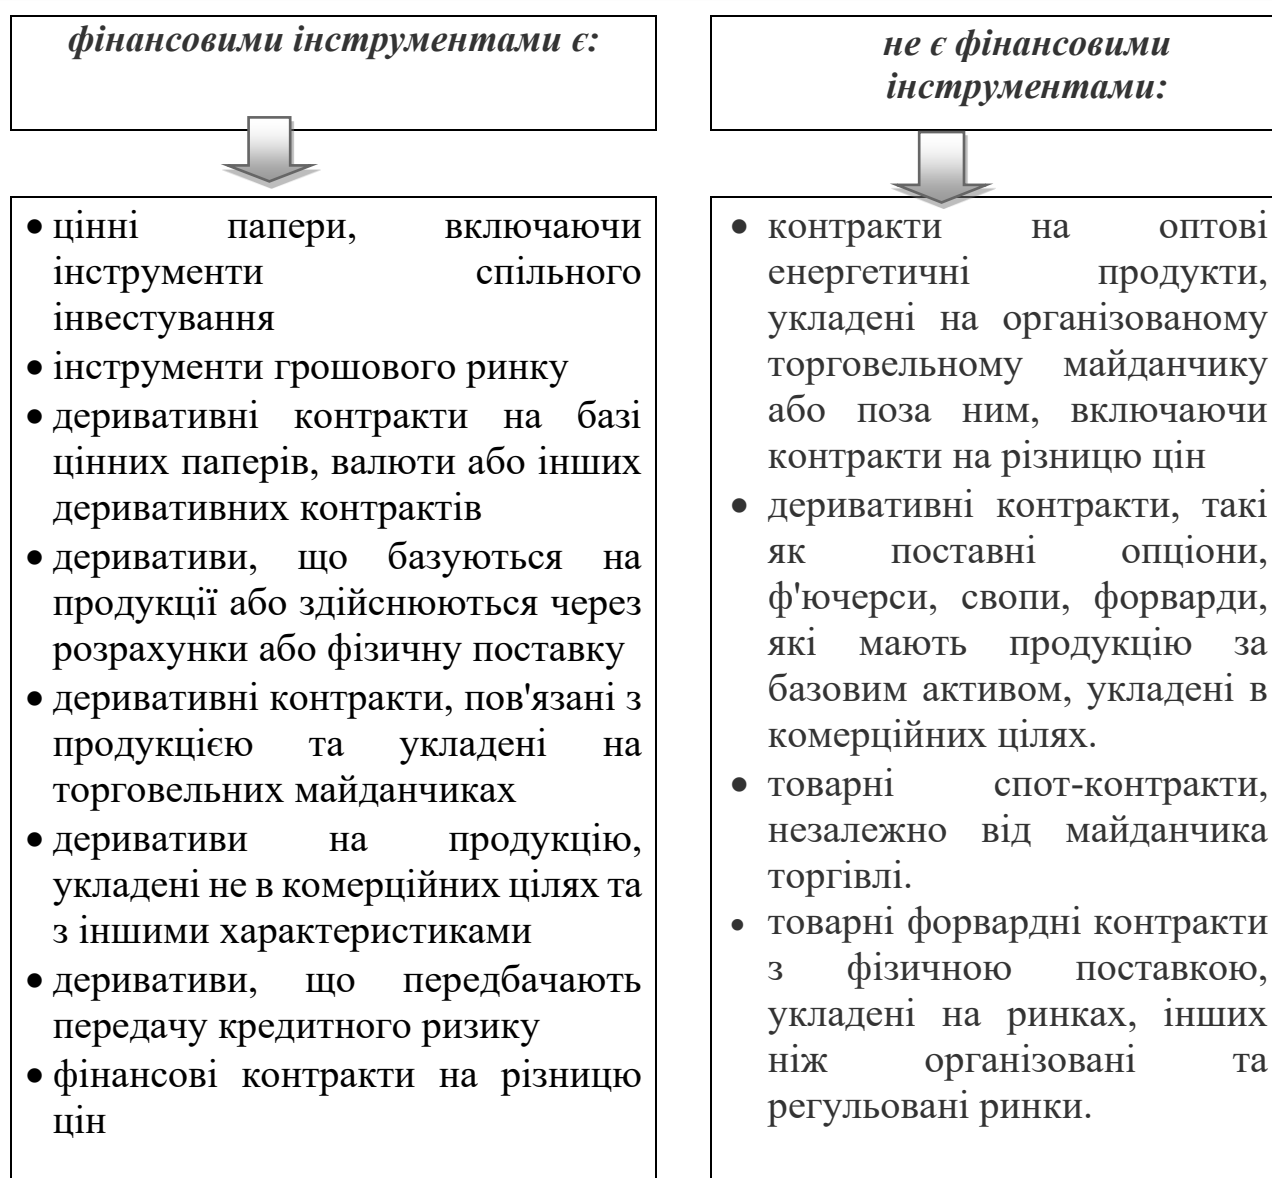 фінансовими інструментами є:
• цінні папери, включаючи
інструменти спільного
інвестування
• інструменти грошового ринку
• деривативні контракти на базі
цінних паперів, валюти або інших
деривативних контрактів
• деривативи, що базуються на
продукції або здійснюються через
розрахунки або фізичну поставку
• деривативні контракти, пов'язані з
продукцією та укладені на
торговельних майданчиках
• деривативи на продукцію,
укладені не в комерційних цілях та
з іншими характеристиками
• деривативи, що передбачають
передачу кредитного ризику
• фінансові контракти на різницю
цін
не є фінансовими
інструментами:
• контракти на оптові
енергетичні продукти,
укладені на організованому
торговельному майданчику
або поза ним, включаючи
контракти на різницю цін
• деривативні контракти, такі
як поставні опціони,
ф'ючерси, свопи, форварди,
які мають продукцію за
базовим активом, укладені в
комерційних цілях.
• товарні спот-контракти,
незалежно від майданчика
торгівлі.
• товарні форвардні контракти
з фізичною поставкою,
укладені на ринках, інших
ніж організовані та
регульовані ринки.